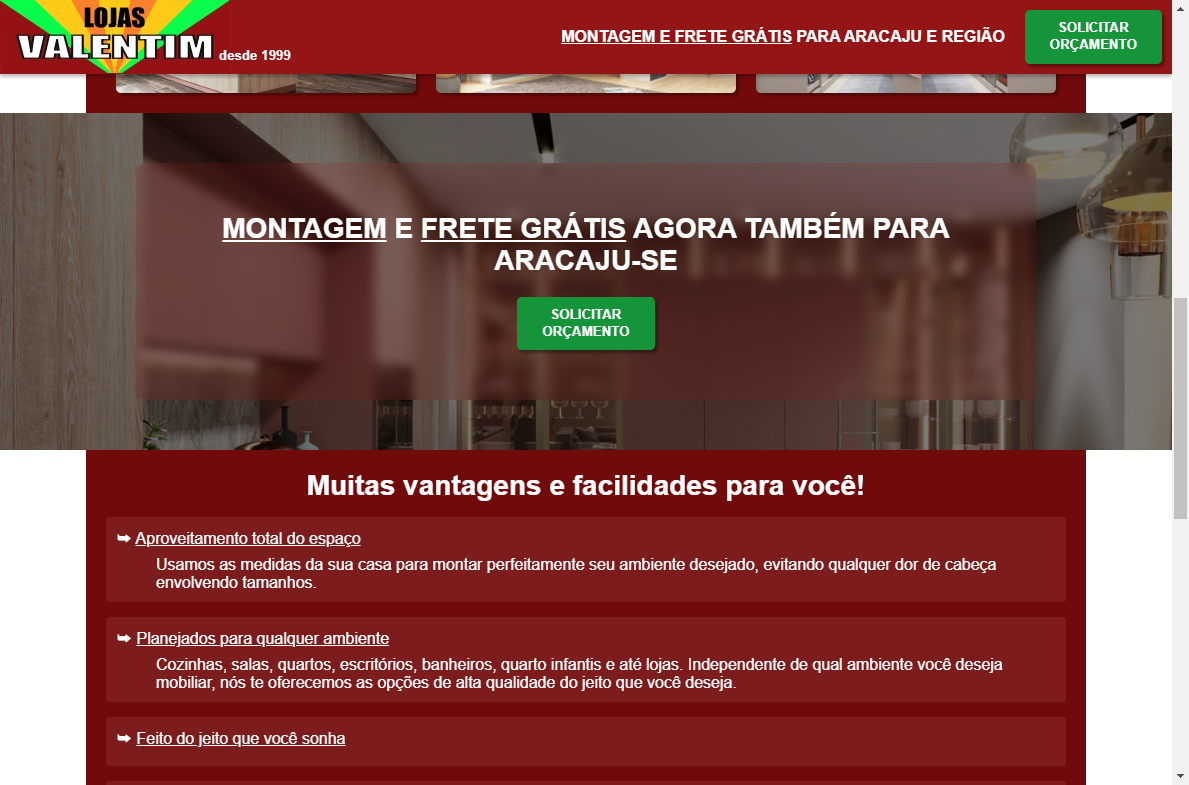 LOJAS
VALENTIM desde 1999
MONTAGEM E FRETE GRÁTIS PARA ARACAJU E REGIÃO
SOLICITAR
ORÇAMENTO
MONTAGEM E FRETE GRÁTIS AGORA TAMBÉM PARA
ARACAJU-SE
SOLICITAR
ORÇAMENTO
Muitas vantagens e facilidades para você!
➥ Aproveitamento total do espaço
Usamos as medidas da sua casa para montar perfeitamente seu ambiente desejado, evitando qualquer dor de cabeça
envolvendo tamanhos.
➥ Planejados para qualquer ambiente
Cozinhas, salas, quartos, escritórios, banheiros, quarto infantis e até lojas. Independente de qual ambiente você deseja
mobiliar, nós te oferecemos as opções de alta qualidade do jeito que você deseja.
➥ Feito do jeito que você sonha